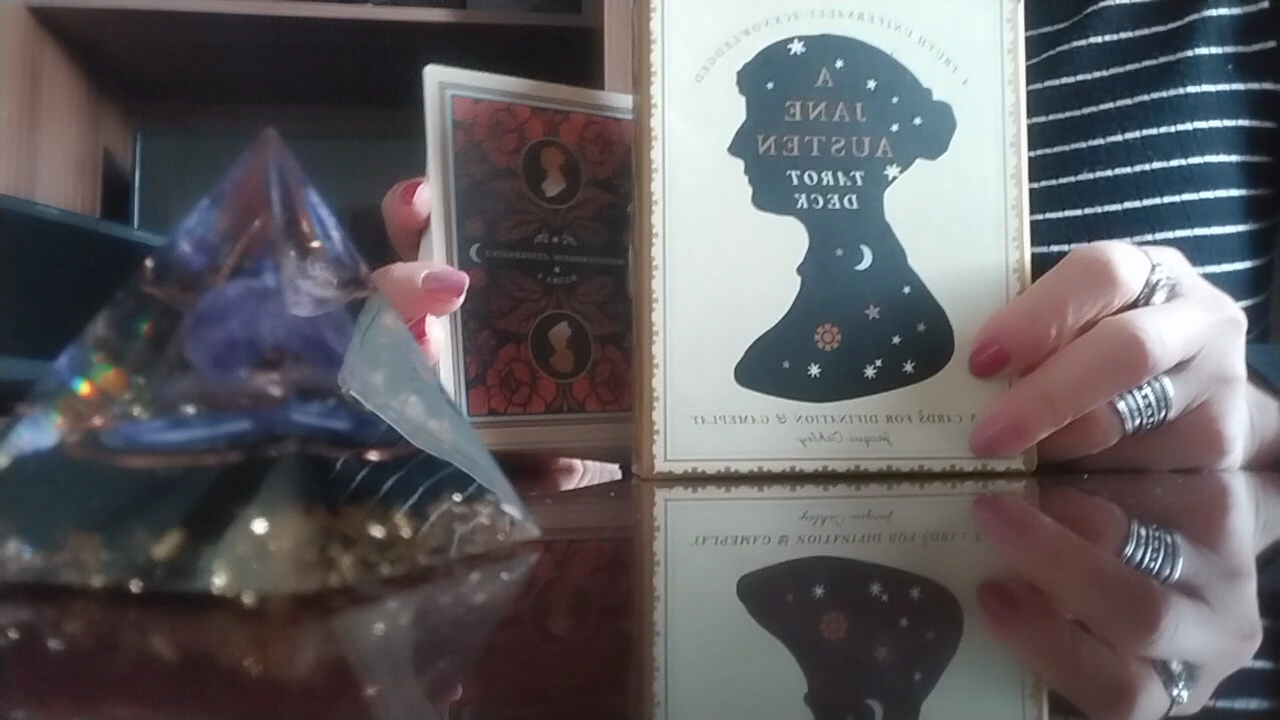 A TRUTH UNIVERSALLY ACKNOWLEDGED
A
JANE
AUSTEN
TAROT
DECK
CARDS FOR DIVINATION & GAMEPLAY
Jacqui Oakley